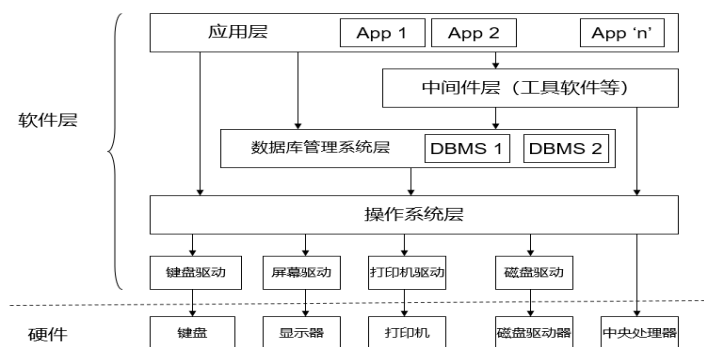 应用层 App 1 App 2 App ‘n’
中间件层（工具软件等）
软件层
数据库管理系统层 DBMS 1 DBMS 2
操作系统层
键盘驱动 屏幕驱动 打印机驱动 磁盘驱动
硬件 键盘 显示器 打印机 磁盘驱动器 中央处理器